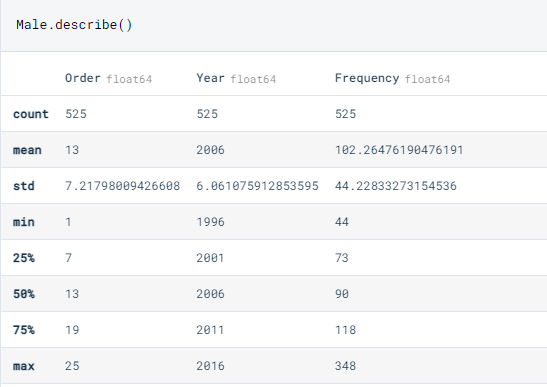 Male.describe()
Order float64 Year float64 Frequency float64
count 525 525 525
mean 13 2006 102.26476190476191
std 7.21798009426608 6.061075912853595 44.22833273154536
min 1 1996 44
25% 7 2001 73
50% 13 2006 90
75% 19 2011 118
max 25 2016 348